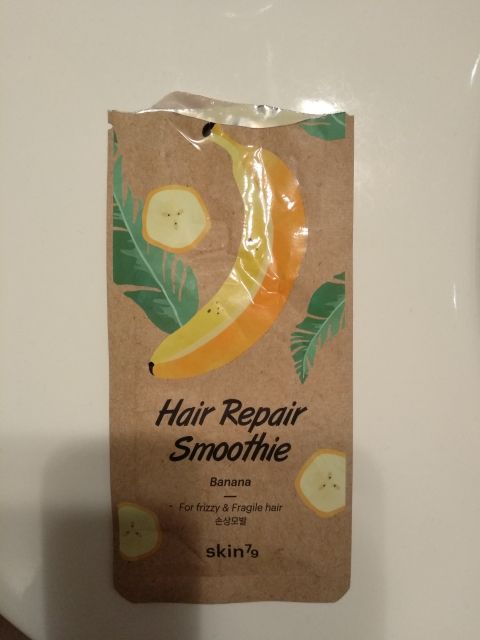 Hair Repair
Smoothie
Banana
For frizzy & Fragile hair
손상모발
skin79